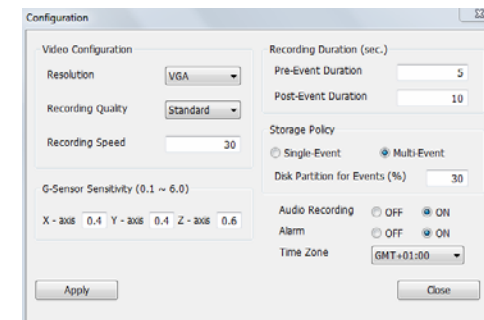 Configuration
Video Configuration
Resolution VGA
Recording Quality Standard
Recording Speed 30
G-Sensor Sensitivity (0.1 ~ 6.0)
X - axis 0.4 Y - axis 0.4 Z - axis 0.6
Apply
Recording Duration (sec.)
Pre-Event Duration 5
Post-Event Duration 10
Storage Policy
Single-Event Multi-Event
Disk Partition for Events (%) 30
Audio Recording OFF ON
Alarm OFF ON
Time Zone GMT+01:00
Close